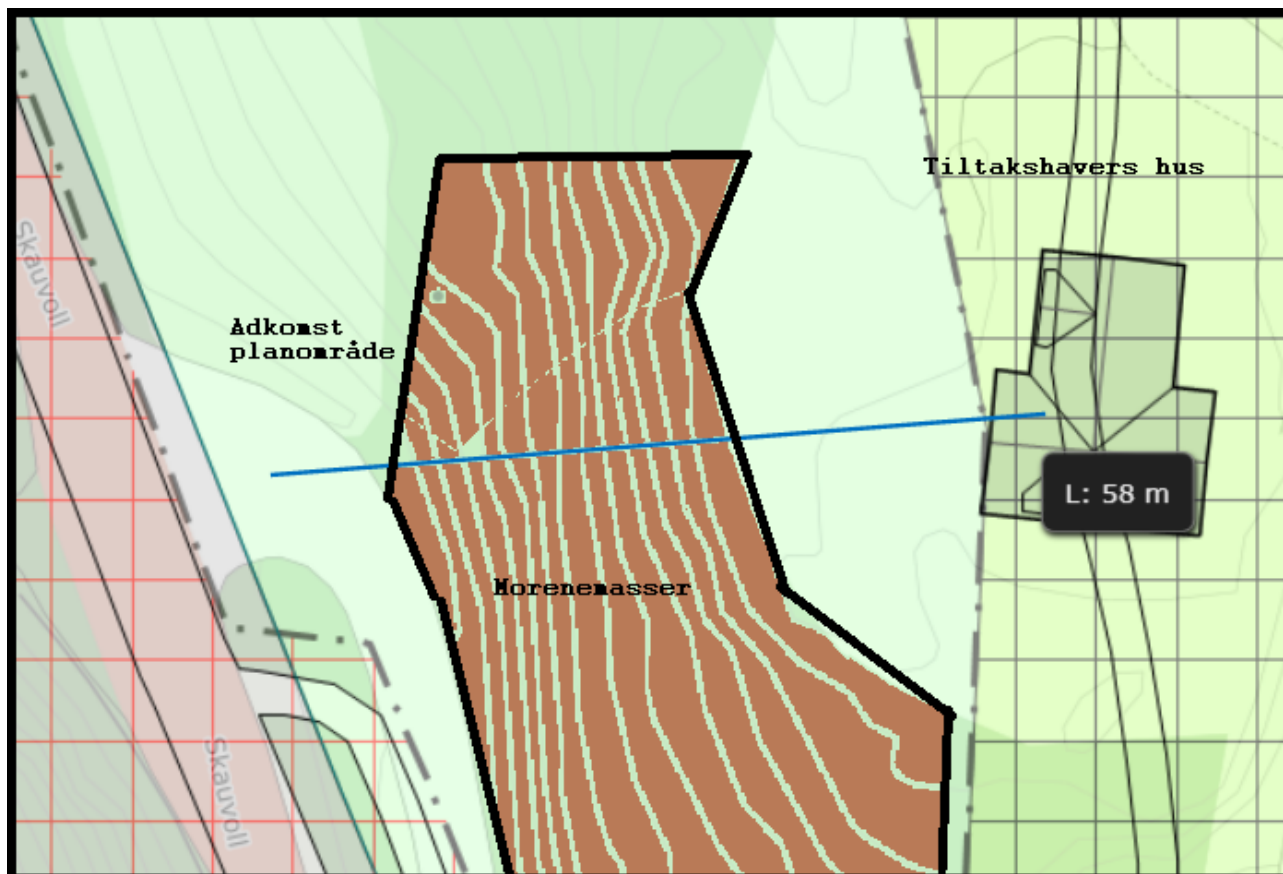 Tiltakshavers hus
Skauvoll
Adkomst
planområde
L: 58 m
Morenemasser
Skauvoll